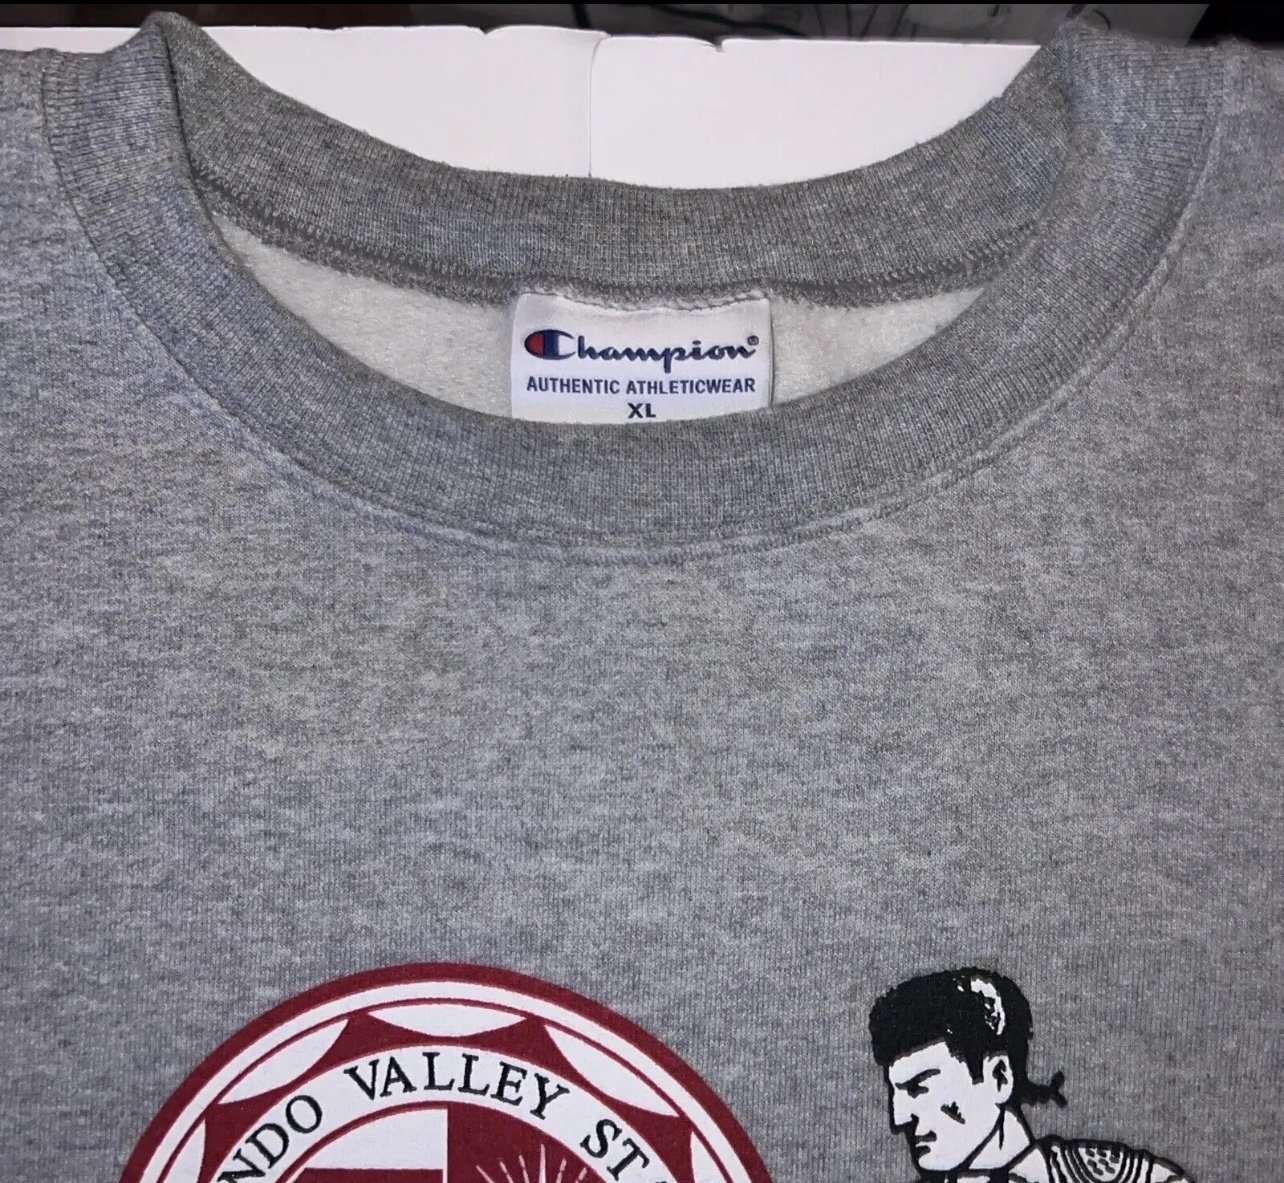 Champion®
AUTHENTIC ATHLETICWEAR
XL
NDO VALLEY ST